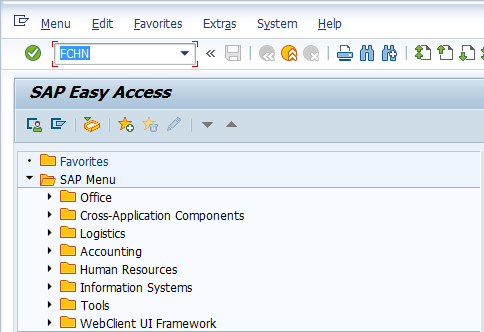 Menu Edit Favorites Extras System Help
FCHN
SAP Easy Access
Favorites
SAP Menu
Office
Cross-Application Components
Logistics
Accounting
Human Resources
Information Systems
Tools
WebClient UI Framework